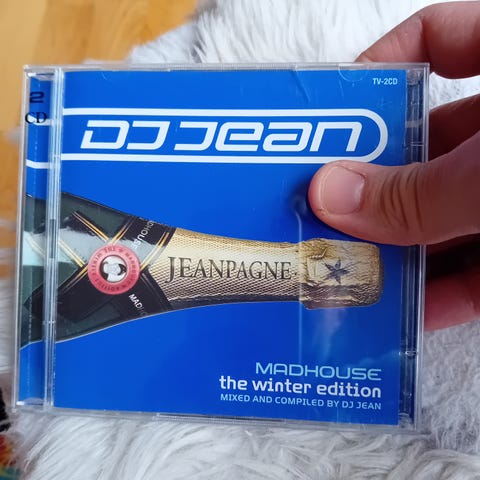 TV-2CD
2
CD
DJ JEAN
JEANPAGNE
MADHOUSE
the winter edition
MIXED AND COMPILED BY DJ JEAN